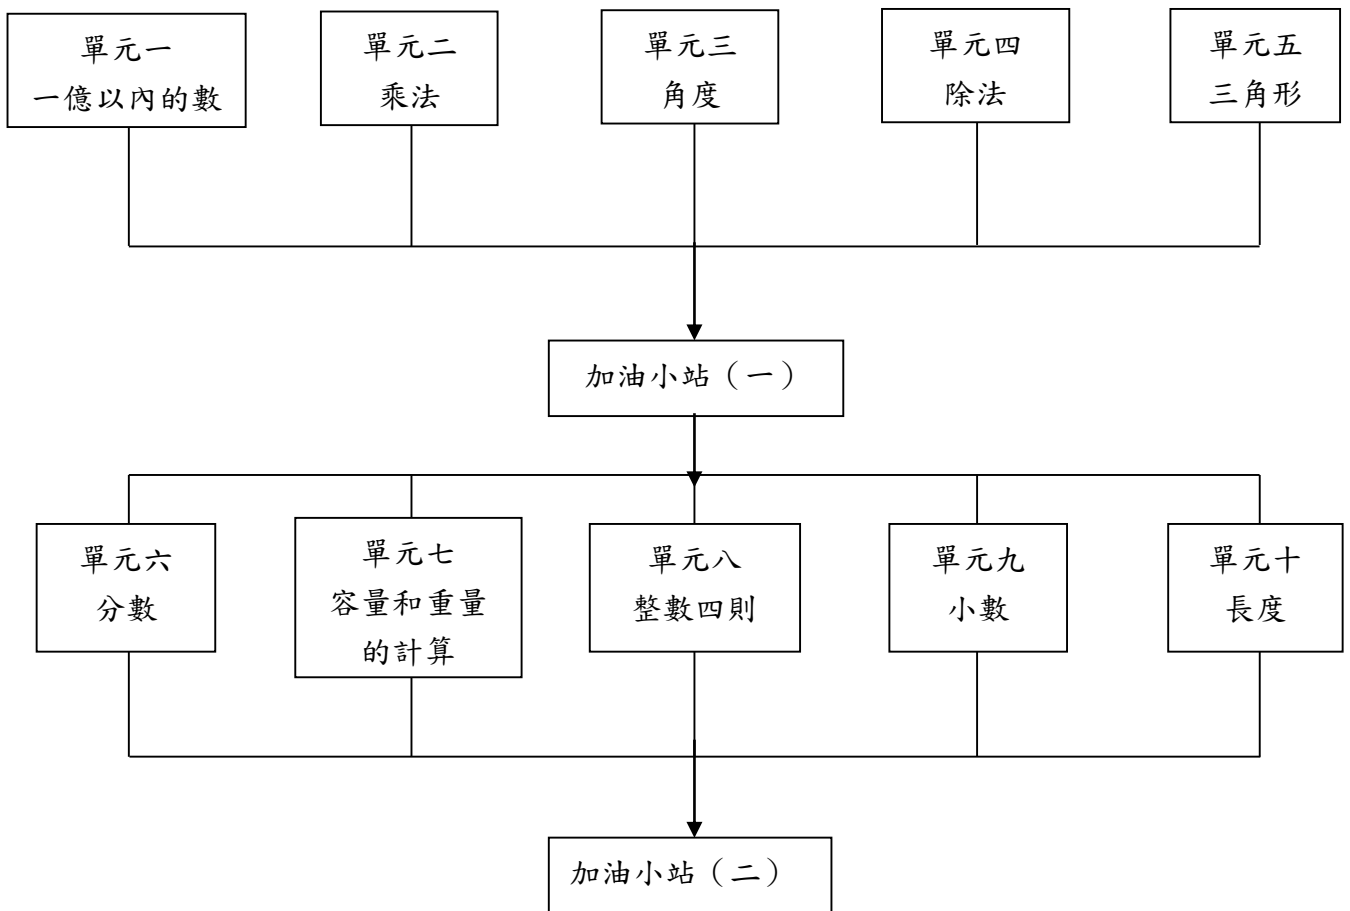 單元一
一億以內的數
單元二
乘法
單元三
角度
單元四
除法
單元五
三角形
加油小站（一）
單元六
分數
單元七
容量和重量
的計算
單元八
整數四則
單元九
小數
單元十
長度
加油小站（二）